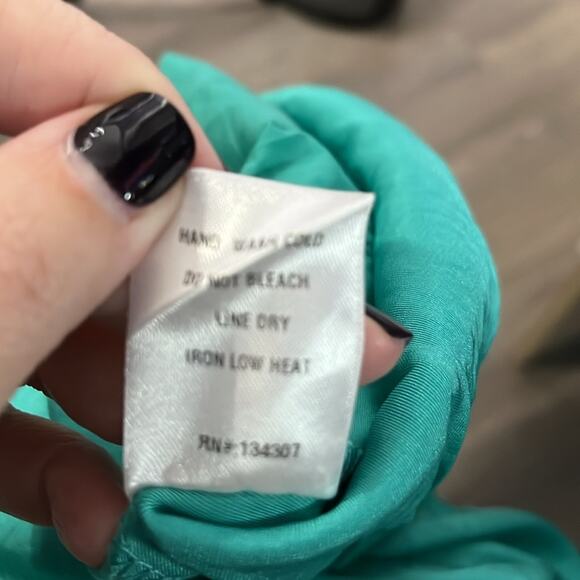 HAND WASH COLD
DO NOT BLEACH
LINE DRY
IRON LOW HEAT
RN#:134307